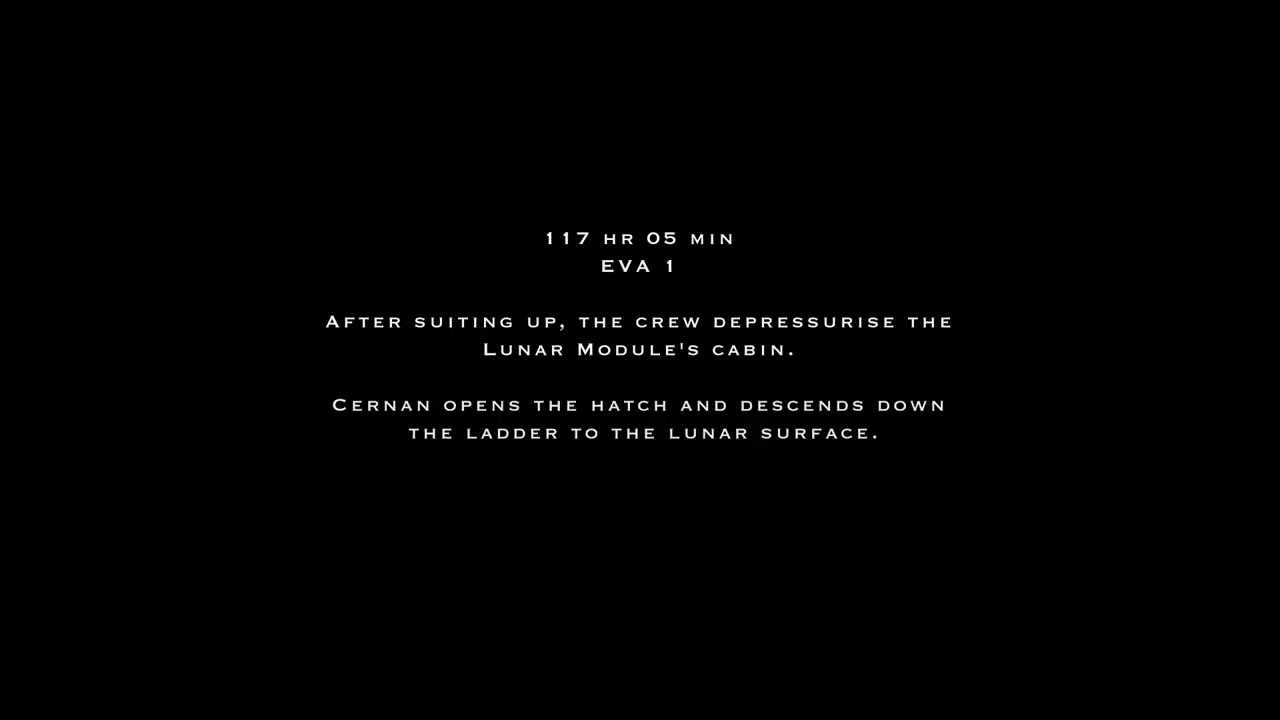 117 HR 05 MIN
EVA 1
AFTER SUITING UP, THE CREW DEPRESSURISE THE
LUNAR MODULE'S CABIN.
CERNAN OPENS THE HATCH AND DESCENDS DOWN
THE LADDER TO THE LUNAR SURFACE.